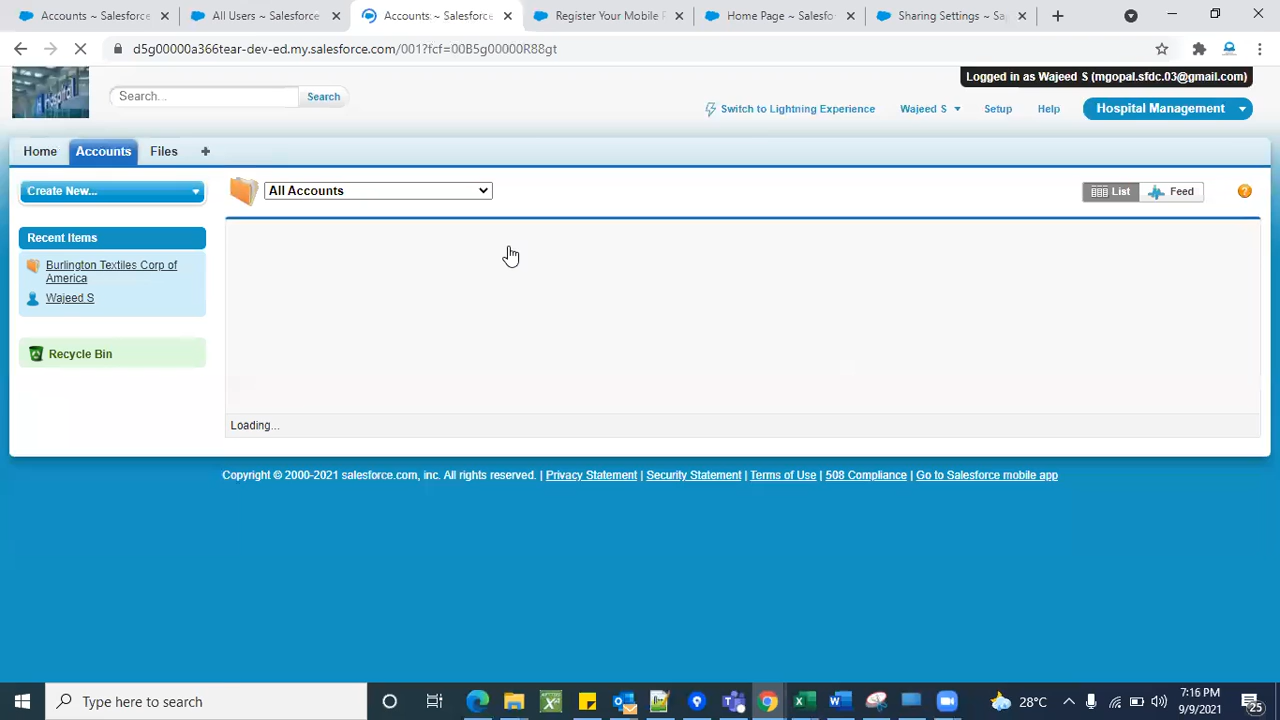 Accounts ~ Salesforce
All Users ~ Salesforce
Accounts: ~ Salesforce
Register Your Mobile P
Home Page ~ Salesfo
Sharing Settings ~ Sa
d5g00000a366tear-dev-ed.my.salesforce.com/001?fcf=00B5g00000R88gt
Logged in as Wajeed S (mgopal.sfdc.03@gmail.com)
Search...
Search
Switch to Lightning Experience
Wajeed S
Setup
Help
Hospital Management
Home
Accounts
Files
Create New...
All Accounts
List
Feed
Recent Items
Burlington Textiles Corp of
America
Wajeed S
Recycle Bin
Loading...
Copyright © 2000-2021 salesforce.com, inc. All rights reserved. | Privacy Statement | Security Statement | Terms of Use | 508 Compliance | Go to Salesforce mobile app
Type here to search
28°C
7:16 PM
9/9/2021
25